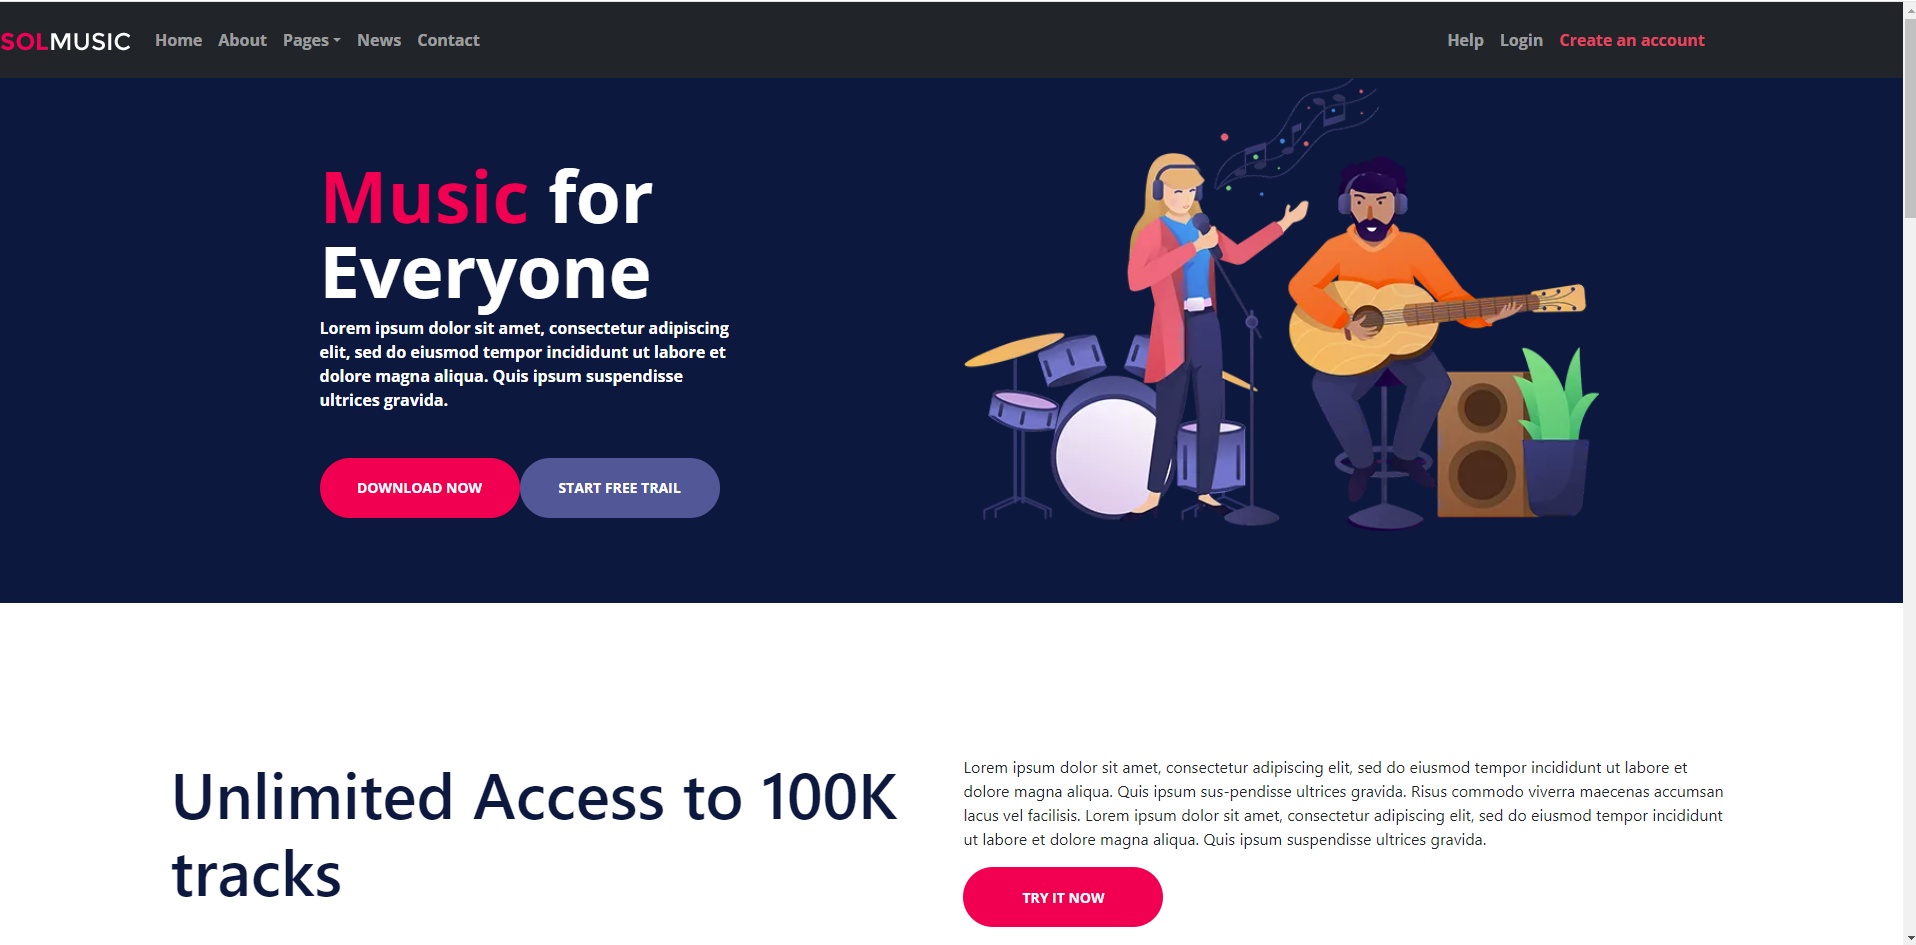 SOLMUSIC Home About Pages News Contact Help Login Create an account
Music for
Everyone
Lorem ipsum dolor sit amet, consectetur adipiscing
elit, sed do eiusmod tempor incididunt ut labore et
dolore magna aliqua. Quis ipsum suspendisse
ultrices gravida.
DOWNLOAD NOW START FREE TRAIL
Unlimited Access to 100K
tracks
Lorem ipsum dolor sit amet, consectetur adipiscing elit, sed do eiusmod tempor incididunt ut labore et
dolore magna aliqua. Quis ipsum sus-pendisse ultrices gravida. Risus commodo viverra maecenas accumsan
lacus vel facilisis. Lorem ipsum dolor sit amet, consectetur adipiscing elit, sed do eiusmod tempor incididunt
ut labore et dolore magna aliqua. Quis ipsum suspendisse ultrices gravida.
TRY IT NOW